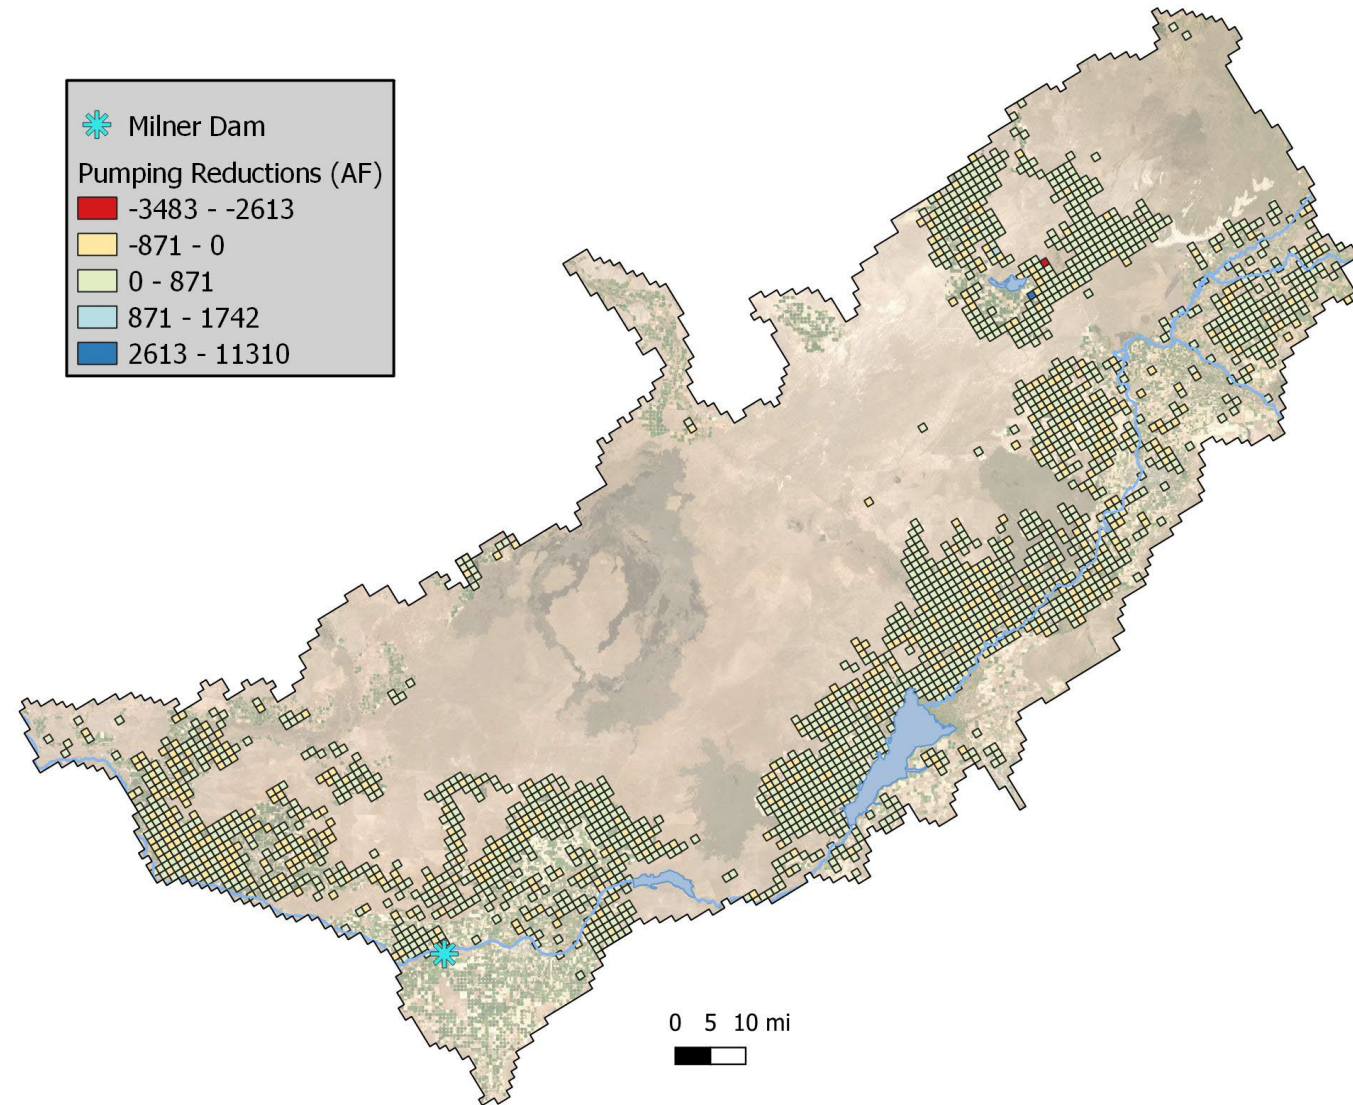 Milner Dam
Pumping Reductions (AF)
-3483 - -2613
-871 - 0
0 - 871
871 - 1742
2613 - 11310
0 5 10 mi